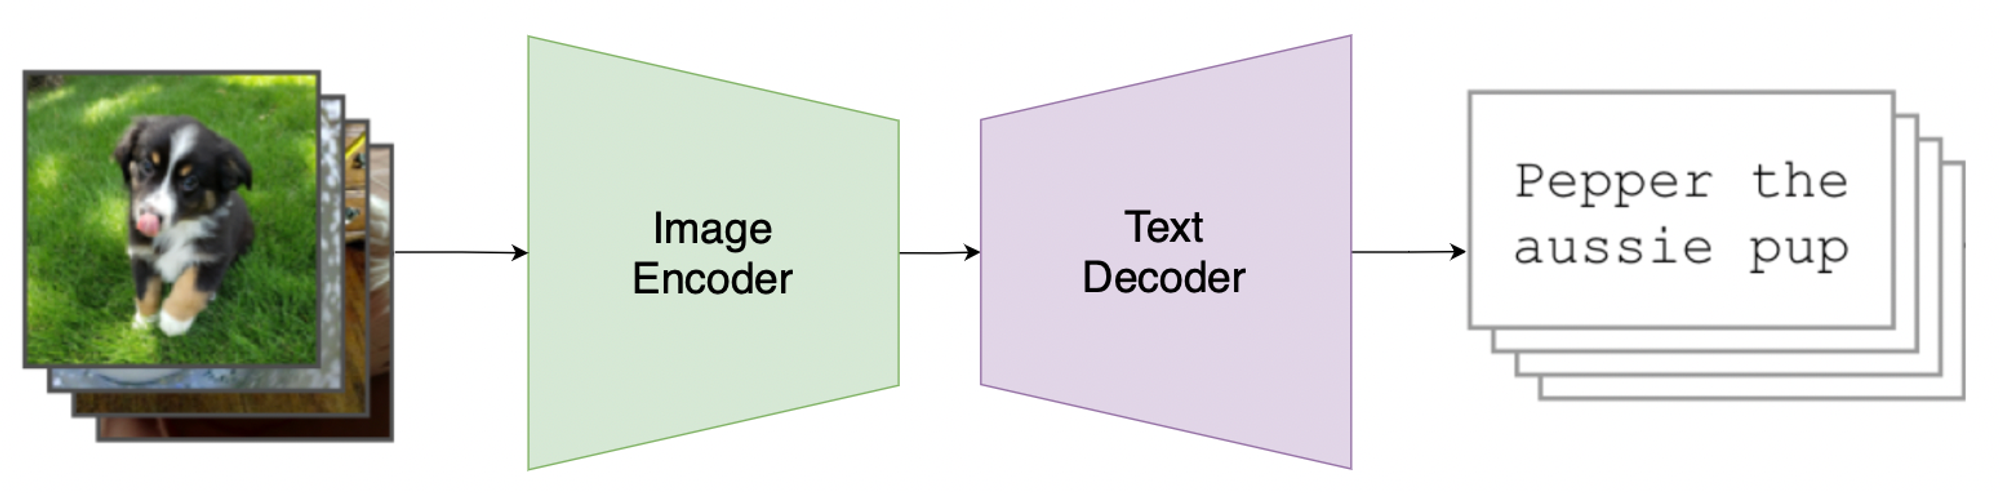 Image
Encoder
Text
Decoder
Pepper the
aussie pup